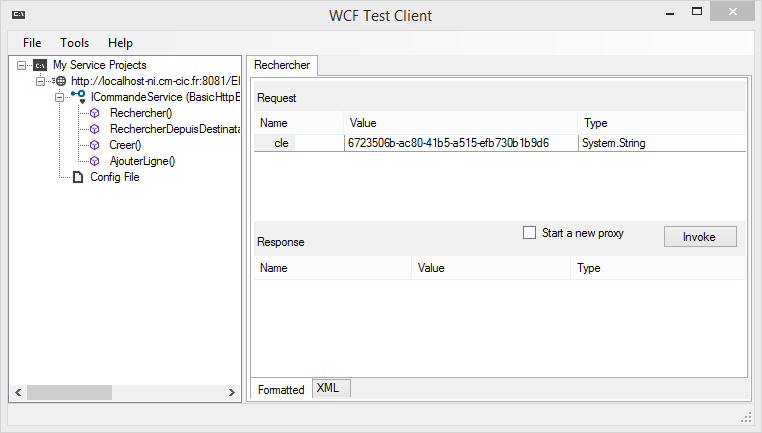 WCF Test Client
File Tools Help
My Service Projects
http://localhost-ni.cm-cic.fr:8081/El
ICommandeService (BasicHttpB
Rechercher()
RechercherDepuisDestinata
Creer()
AjouterLigne()
Config File
Rechercher
Request
Name Value Type
cle 6723506b-ac80-41b5-a515-efb730b1b9d6 System.String
Response
Start a new proxy
Invoke
Name Value Type
Formatted XML